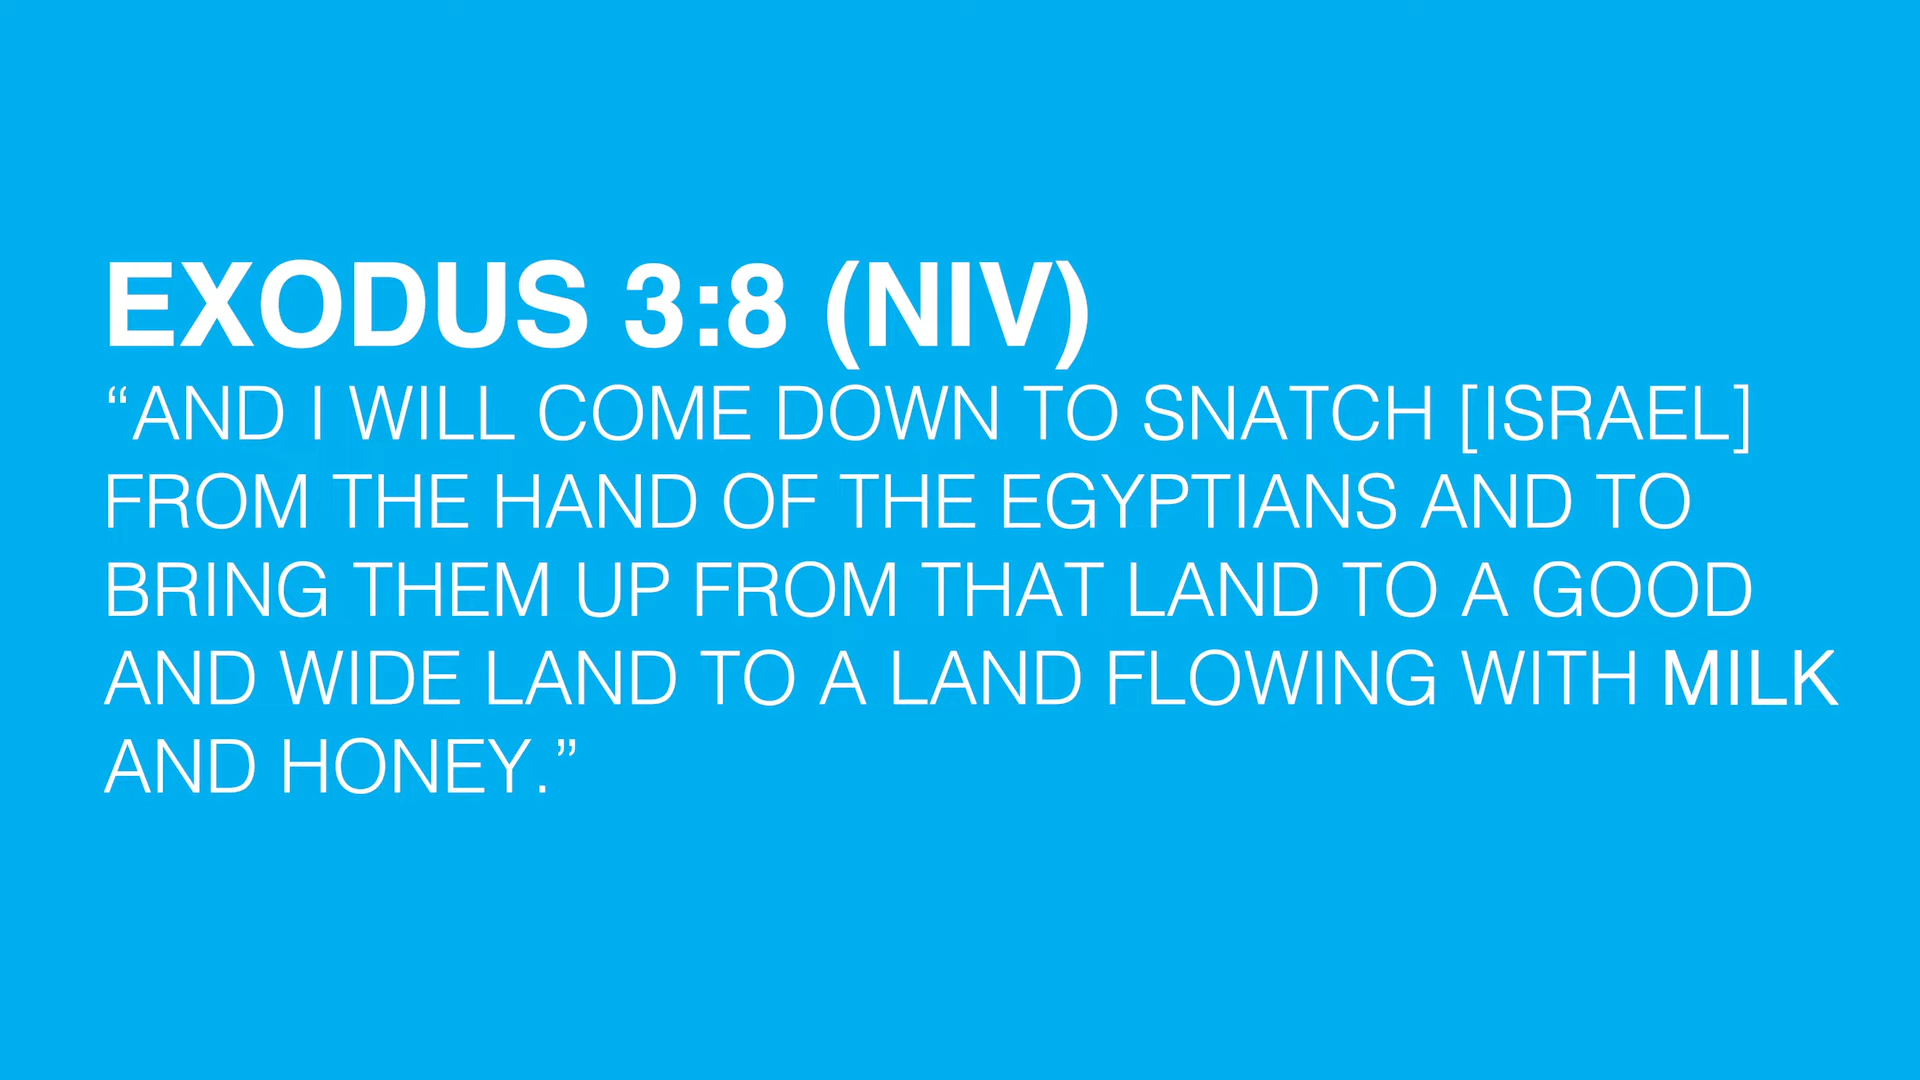 EXODUS 3:8 (NIV)
“AND I WILL COME DOWN TO SNATCH [ISRAEL]
FROM THE HAND OF THE EGYPTIANS AND TO
BRING THEM UP FROM THAT LAND TO A GOOD
AND WIDE LAND TO A LAND FLOWING WITH MILK
AND HONEY.”